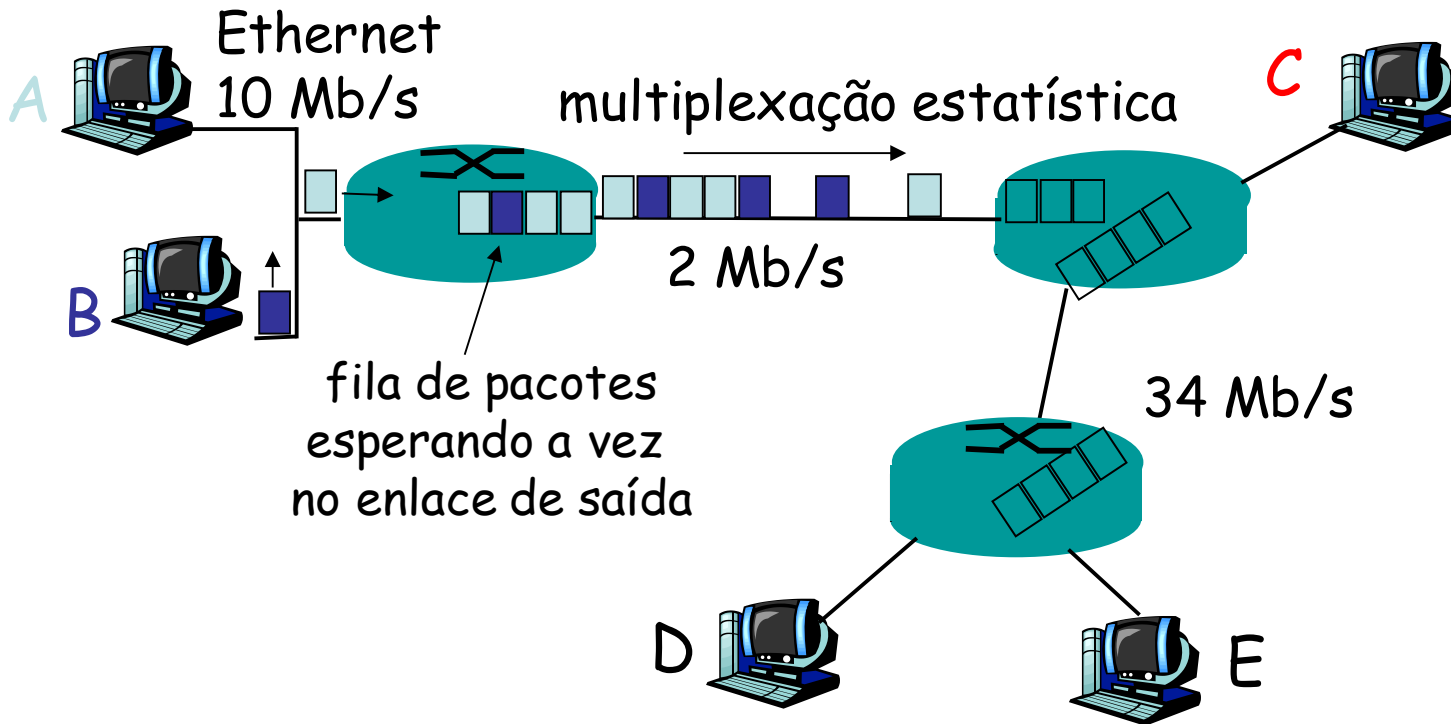 Ethernet
10 Mb/s
A
multiplexação estatística
C
B
2 Mb/s
fila de pacotes
esperando a vez
no enlace de saída
34 Mb/s
D
E